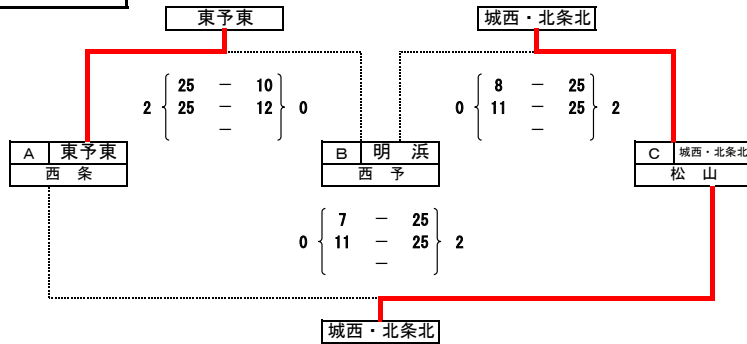 東予東 城西・北条北
25 － 10 8 － 25
2 25 － 12 0 0 11 － 25 2
－ －
A 東予東 B 明 浜 C 城西・北条北
西 条 西 予 松 山
7 － 25
0 11 － 25 2
－
城西・北条北